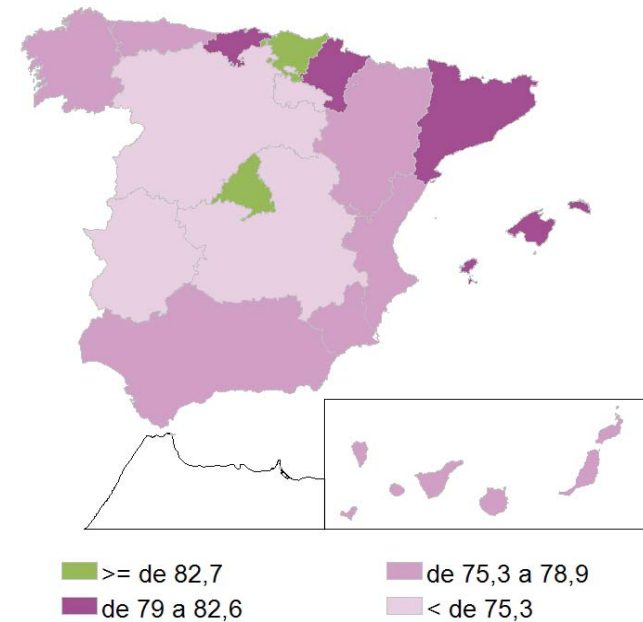 >= de 82,7
de 79 a 82,6
de 75,3 a 78,9
< de 75,3